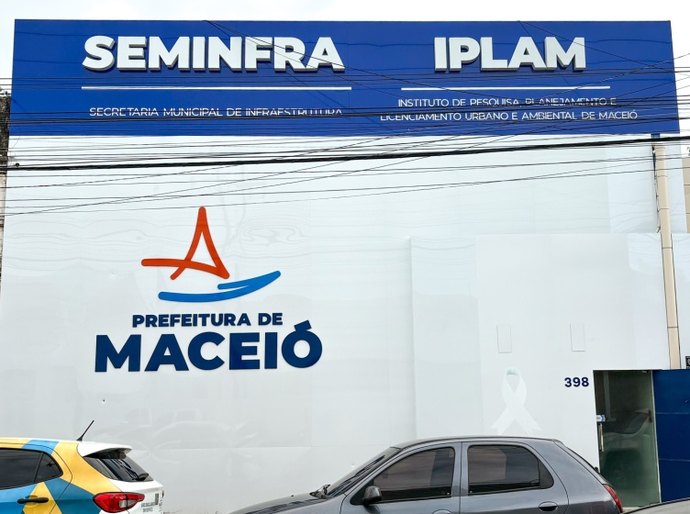 SEMINFRA
SECRETARIA MUNICIPAL DE INFRAESTRUTURA
IPLAM
INSTITUTO DE PESQUISA, PLANEJAMENTO E
LICENCIAMENTO URBANO E AMBIENTAL DE MACEIÓ
PREFEITURA DE
MACEIÓ
398
MACEIÓ